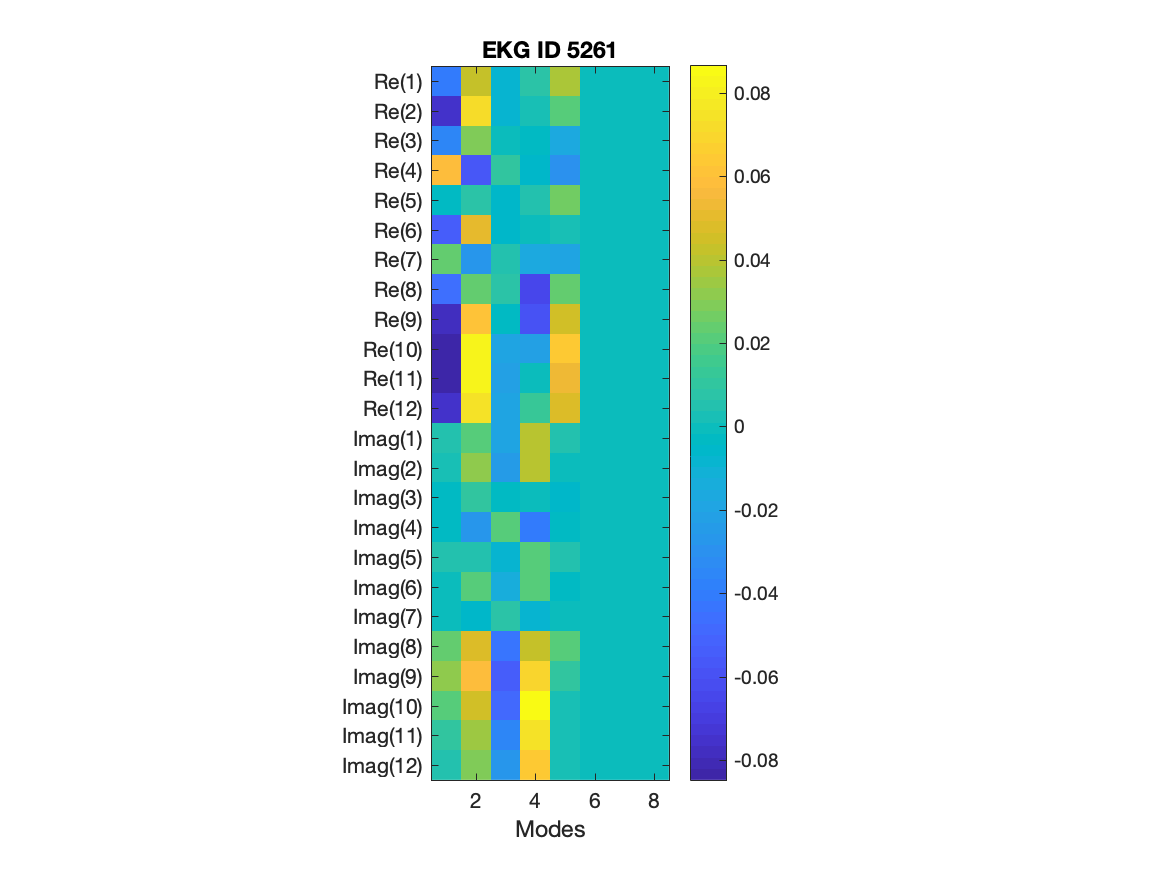 EKG ID 5261
Re(1)
Re(2)
Re(3)
Re(4)
Re(5)
Re(6)
Re(7)
Re(8)
Re(9)
Re(10)
Re(11)
Re(12)
Imag(1)
Imag(2)
Imag(3)
Imag(4)
Imag(5)
Imag(6)
Imag(7)
Imag(8)
Imag(9)
Imag(10)
Imag(11)
Imag(12)
2 4 6 8
Modes
0.08
0.06
0.04
0.02
0
-0.02
-0.04
-0.06
-0.08